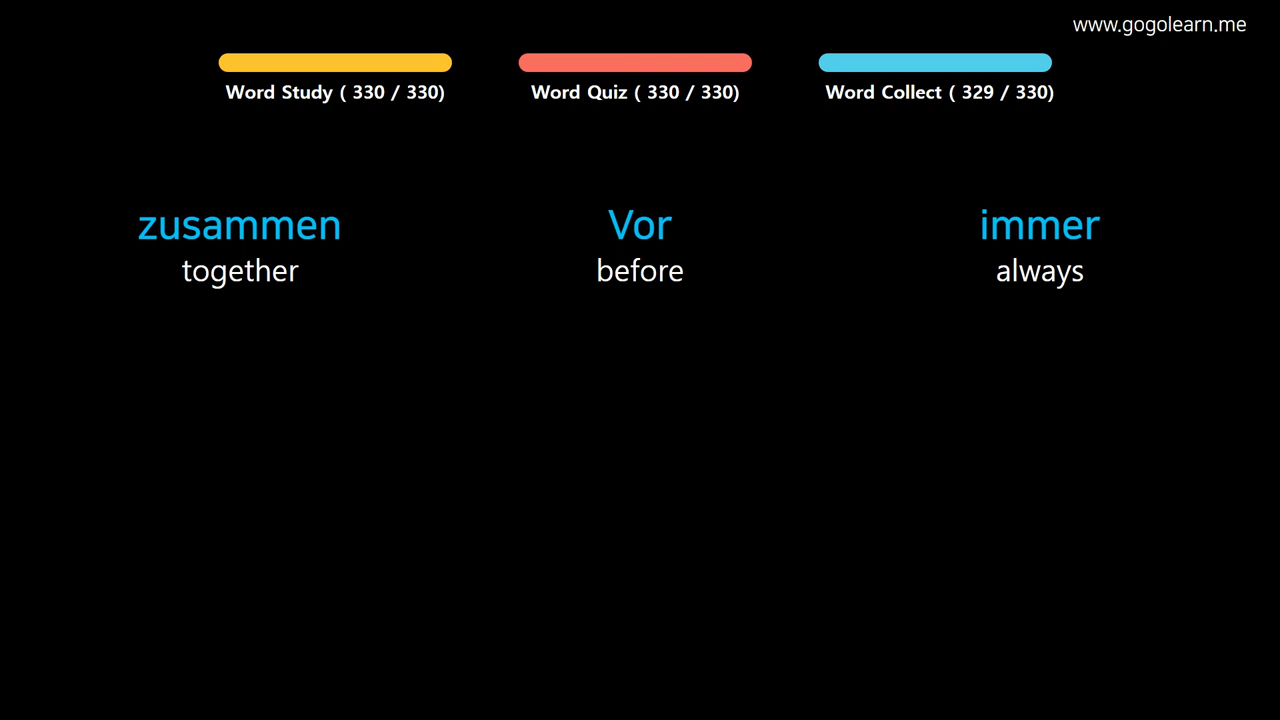 www.gogolearn.me
Word Study ( 330 / 330)
Word Quiz ( 330 / 330)
Word Collect ( 329 / 330)
zusammen
together
Vor
before
immer
always